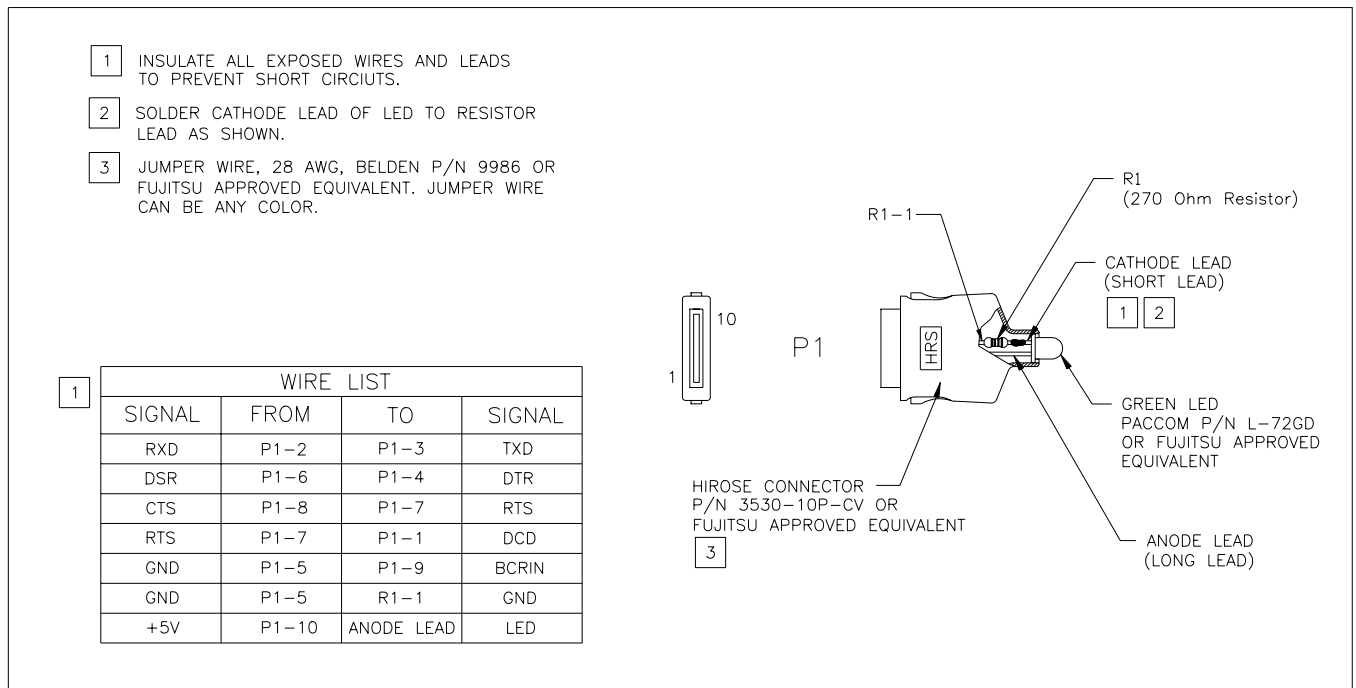 1 INSULATE ALL EXPOSED WIRES AND LEADS
TO PREVENT SHORT CIRCIUTS.
2 SOLDER CATHODE LEAD OF LED TO RESISTOR
LEAD AS SHOWN.
3 JUMPER WIRE, 28 AWG, BELDEN P/N 9986 OR
FUJITSU APPROVED EQUIVALENT. JUMPER WIRE
CAN BE ANY COLOR.
R1
(270 Ohm Resistor)
R1-1
CATHODE LEAD
(SHORT LEAD)
1 2
10
1
P1
HRS
GREEN LED
PACCOM P/N L-72GD
OR FUJITSU APPROVED
EQUIVALENT
HIROSE CONNECTOR
P/N 3530-10P-CV OR
FUJITSU APPROVED EQUIVALENT
3
ANODE LEAD
(LONG LEAD)
1
WIRE LIST
SIGNAL FROM TO SIGNAL
RXD P1-2 P1-3 TXD
DSR P1-6 P1-4 DTR
CTS P1-8 P1-7 RTS
RTS P1-7 P1-1 DCD
GND P1-5 P1-9 BCRIN
GND P1-5 R1-1 GND
+5V P1-10 ANODE LEAD LED